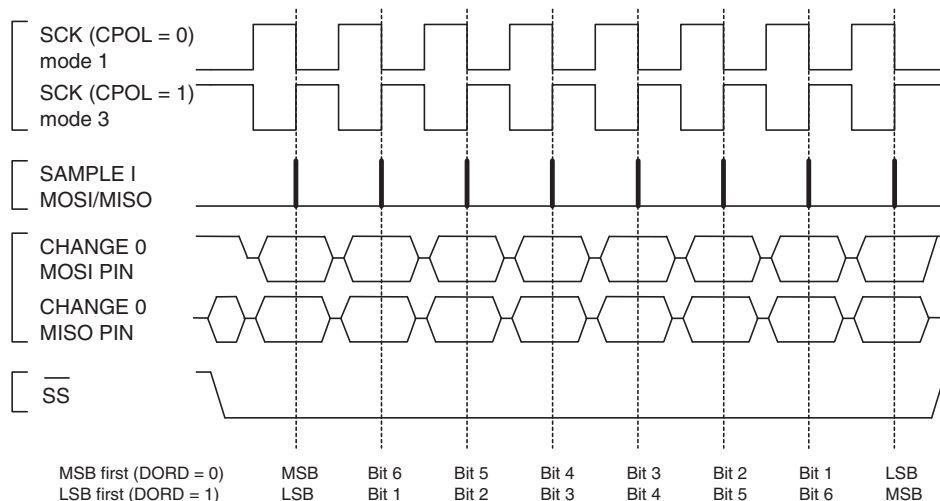 SCK (CPOL = 0)
mode 1
SCK (CPOL = 1)
mode 3
SAMPLE I
MOSI/MISO
CHANGE 0
MOSI PIN
CHANGE 0
MISO PIN
SS
MSB first (DORD = 0) MSB Bit 6 Bit 5 Bit 4 Bit 3 Bit 2 Bit 1 LSB
LSB first (DORD = 1) LSB Bit 1 Bit 2 Bit 3 Bit 4 Bit 5 Bit 6 MSB